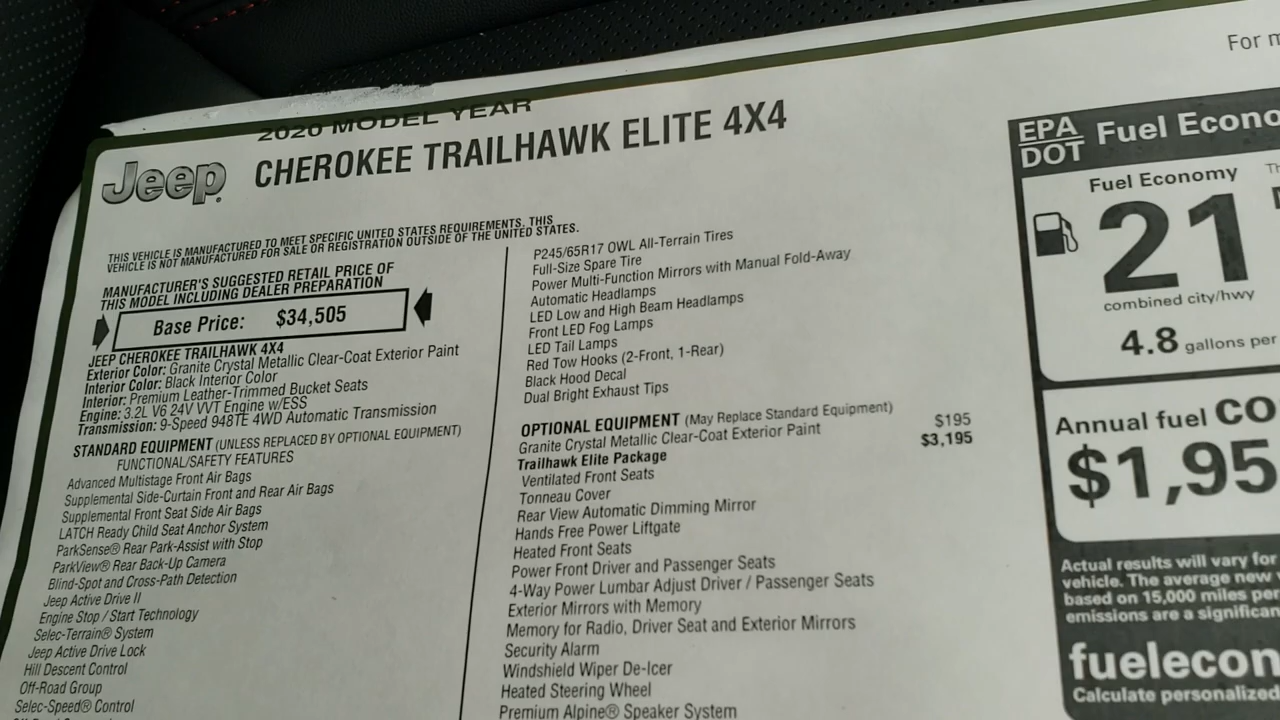 For
2020 MODEL YEAR
Jeep
CHEROKEE TRAILHAWK ELITE 4X4
THIS VEHICLE IS MANUFACTURED TO MEET SPECIFIC UNITED STATES REQUIREMENTS. THIS
VEHICLE IS NOT MANUFACTURED FOR SALE OR REGISTRATION OUTSIDE OF THE UNITED STATES.
MANUFACTURER'S SUGGESTED RETAIL PRICE OF
THIS MODEL INCLUDING DEALER PREPARATION
Base Price: $34,505
JEEP CHEROKEE TRAILHAWK 4X4
Exterior Color: Granite Crystal Metallic Clear-Coat Exterior Paint
Interior Color: Black Interior Color
Interior: Premium Leather-Trimmed Bucket Seats
Engine: 3.2L V6 24V VVT Engine w/ESS
Transmission: 9-Speed 948TE 4WD Automatic Transmission
STANDARD EQUIPMENT (UNLESS REPLACED BY OPTIONAL EQUIPMENT)
FUNCTIONAL/SAFETY FEATURES
Advanced Multistage Front Air Bags
Supplemental Side-Curtain Front and Rear Air Bags
Supplemental Front Seat Side Air Bags
LATCH Ready Child Seat Anchor System
ParkSense® Rear Park-Assist with Stop
ParkView® Rear Back-Up Camera
Blind-Spot and Cross-Path Detection
Jeep Active Drive II
Engine Stop / Start Technology
Selec-Terrain® System
Jeep Active Drive Lock
Hill Descent Control
Off-Road Group
Selec-Speed® Control
P245/65R17 OWL All-Terrain Tires
Full-Size Spare Tire
Power Multi-Function Mirrors with Manual Fold-Away
Automatic Headlamps
LED Low and High Beam Headlamps
Front LED Fog Lamps
LED Tail Lamps
Red Tow Hooks (2-Front, 1-Rear)
Black Hood Decal
Dual Bright Exhaust Tips
OPTIONAL EQUIPMENT (May Replace Standard Equipment)
Granite Crystal Metallic Clear-Coat Exterior Paint $195
Trailhawk Elite Package $3,195
Ventilated Front Seats
Tonneau Cover
Rear View Automatic Dimming Mirror
Hands Free Power Liftgate
Heated Front Seats
Power Front Driver and Passenger Seats
4-Way Power Lumbar Adjust Driver / Passenger Seats
Exterior Mirrors with Memory
Memory for Radio, Driver Seat and Exterior Mirrors
Security Alarm
Windshield Wiper De-Icer
Heated Steering Wheel
Premium Alpine® Speaker System
EPA
DOT
Fuel Econo
Fuel Economy
21
combined city/hwy
4.8 gallons per
Annual fuel CO
$1,95
Actual results will vary for
vehicle. The average new
based on 15,000 miles per
emissions are a significan
fuelecon
Calculate personalized